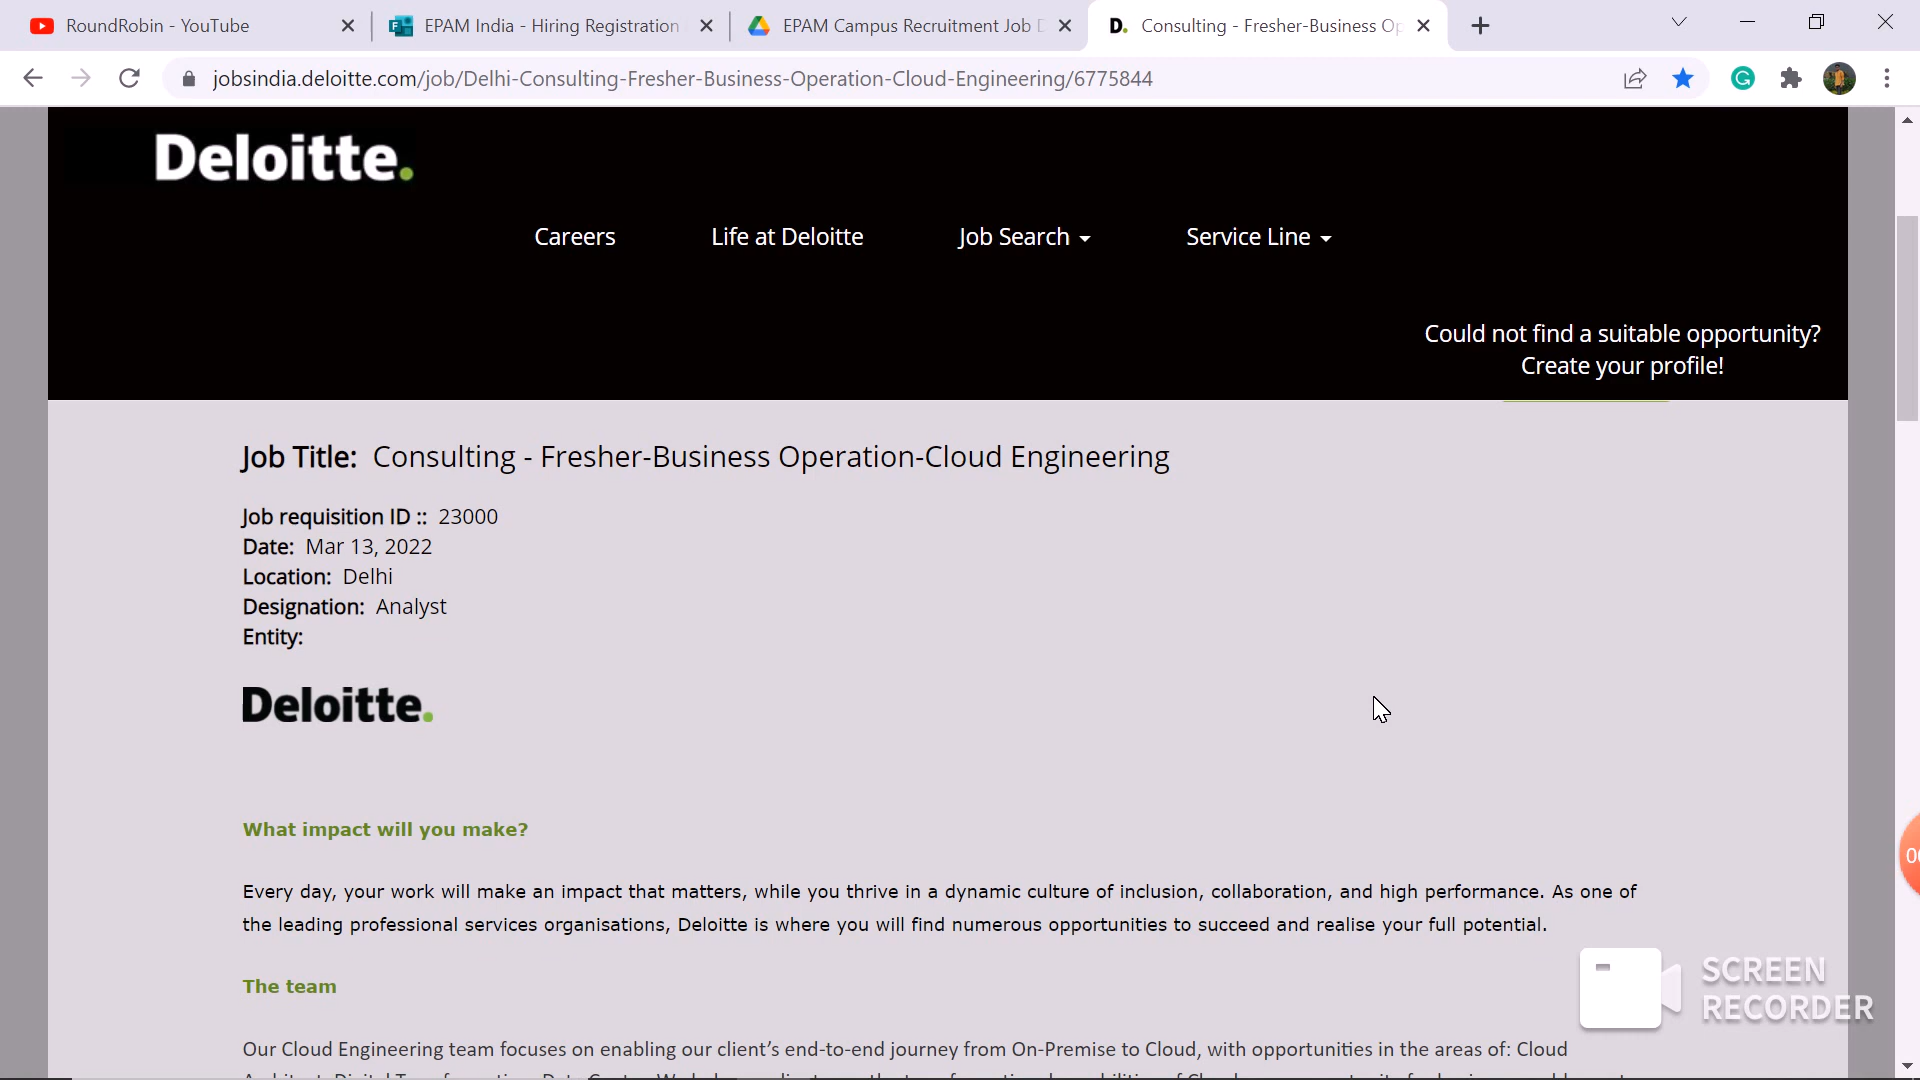 RoundRobin - YouTube
EPAM India - Hiring Registration
EPAM Campus Recruitment Job
Consulting - Fresher-Business Op
jobsindia.deloitte.com/job/Delhi-Consulting-Fresher-Business-Operation-Cloud-Engineering/6775844
Deloitte.
Careers
Life at Deloitte
Job Search
Service Line
Could not find a suitable opportunity?
Create your profile!
Job Title: Consulting - Fresher-Business Operation-Cloud Engineering
Job requisition ID :: 23000
Date: Mar 13, 2022
Location: Delhi
Designation: Analyst
Entity:
Deloitte.
What impact will you make?
Every day, your work will make an impact that matters, while you thrive in a dynamic culture of inclusion, collaboration, and high performance. As one of
the leading professional services organisations, Deloitte is where you will find numerous opportunities to succeed and realise your full potential.
SCREEN
RECORDER
The team
Our Cloud Engineering team focuses on enabling our client's end-to-end journey from On-Premise to Cloud, with opportunities in the areas of: Cloud